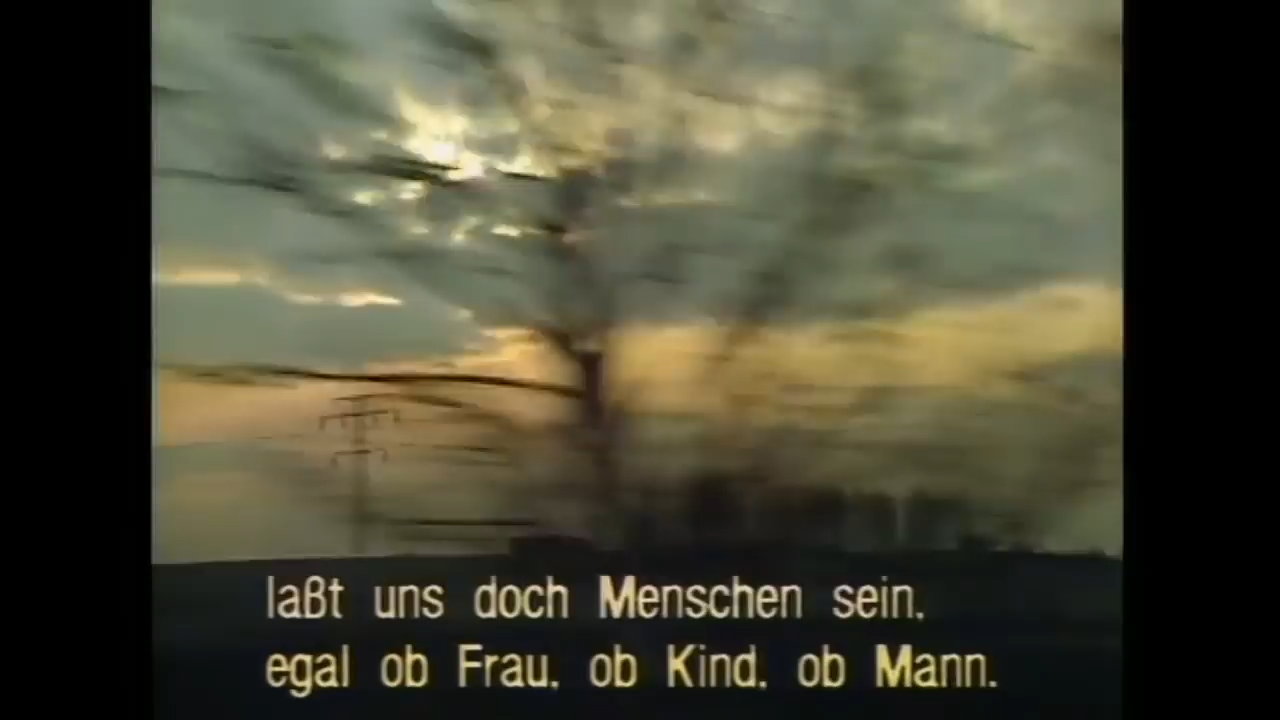 laßt uns doch Menschen sein,
egal ob Frau, ob Kind, ob Mann.